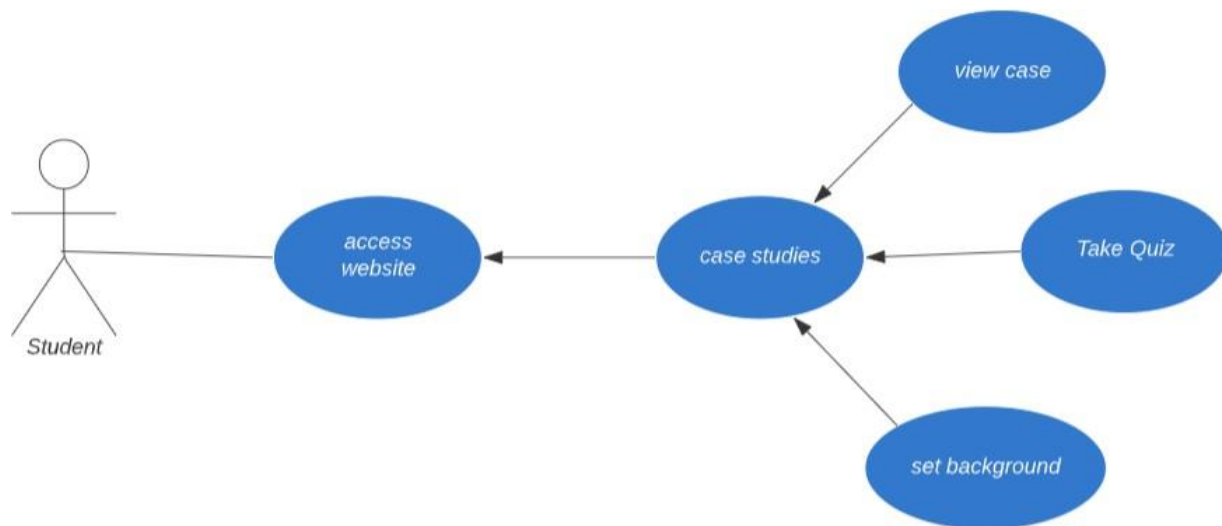 view case
access
website
case studies
Take Quiz
Student
set background